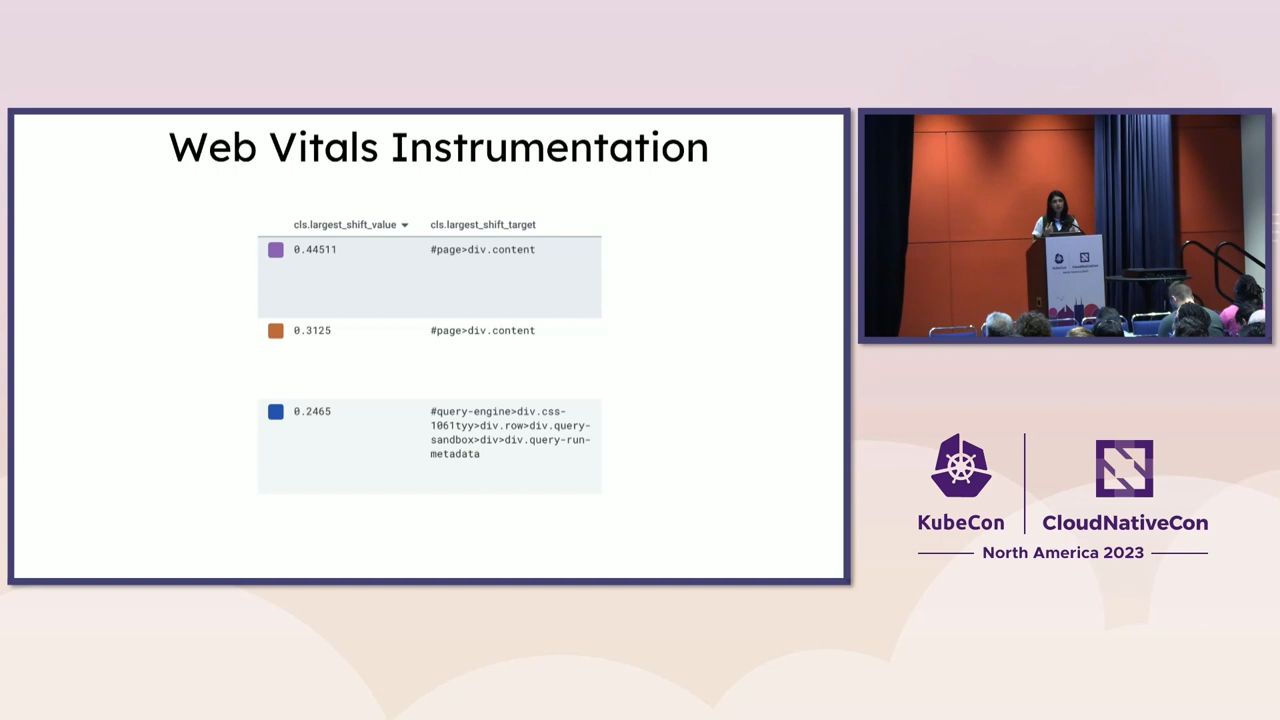 Web Vitals Instrumentation
cls.largest_shift_value cls.largest_shift_target
0.44511 #page>div.content
0.3125 #page>div.content
0.2465 #query-engine>div.css-
1061tyy>div.row>div.query-
sandbox>div>div.query-run-
metadata
KubeCon CloudNativeCon
North America 2023